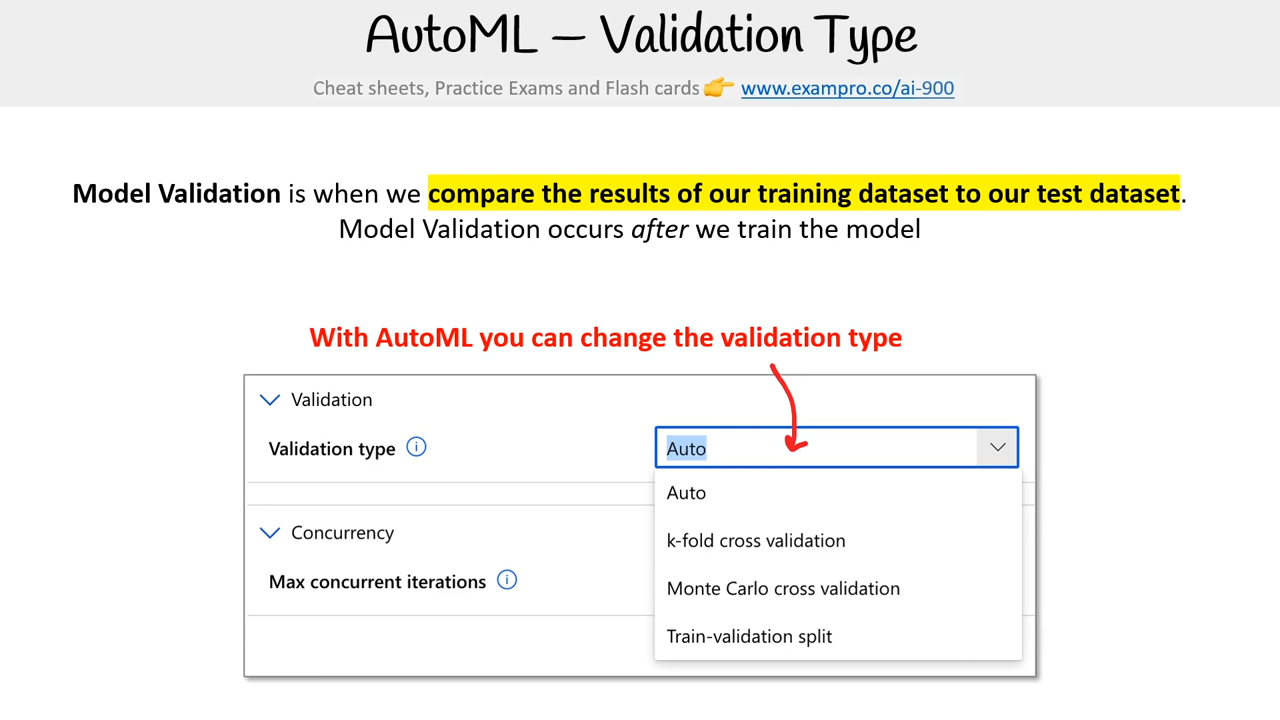 AutoML – Validation Type
Cheat sheets, Practice Exams and Flash cards 👉 www.exampro.co/ai-900
Model Validation is when we compare the results of our training dataset to our test dataset.
Model Validation occurs after we train the model
With AutoML you can change the validation type
Validation
Validation type
Auto
Auto
k-fold cross validation
Monte Carlo cross validation
Train-validation split
Concurrency
Max concurrent iterations